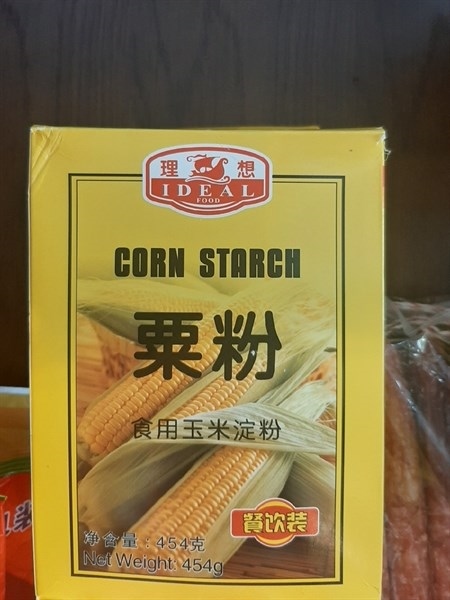 理 想
IDEAL
FOOD
CORN STARCH
粟粉
食用玉米淀粉
餐饮装
净含量：454克
Net Weight: 454g